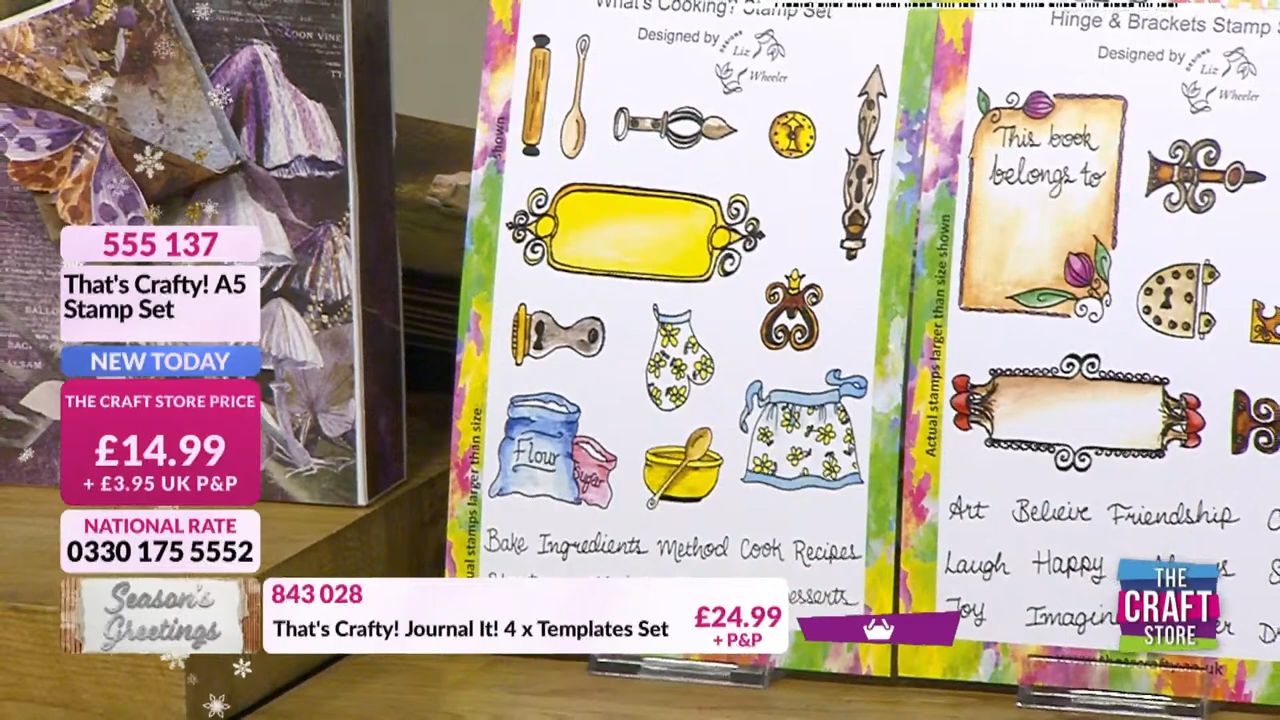 What's Cooking? Stamp Set
Designed by
DESIGNS
Liz
Wheeler
shown
Flour
Sugar
Actual stamps larger than size
Bake Ingredients Method Cook Recipes
Hinge & Brackets Stamp
Designed by
DESIGNS
Liz
Wheeler
This book
belongs to
Actual stamps larger than size shown
Art Believe Friendship
Laugh Happy
Joy
555 137
That's Crafty! A5
Stamp Set
NEW TODAY
THE CRAFT STORE PRICE
£14.99
+ £3.95 UK P&P
NATIONAL RATE
0330 175 5552
Season's
Greetings
843 028
That's Crafty! Journal It! 4 x Templates Set
£24.99
+ P&P
THE
CRAFT
STORE